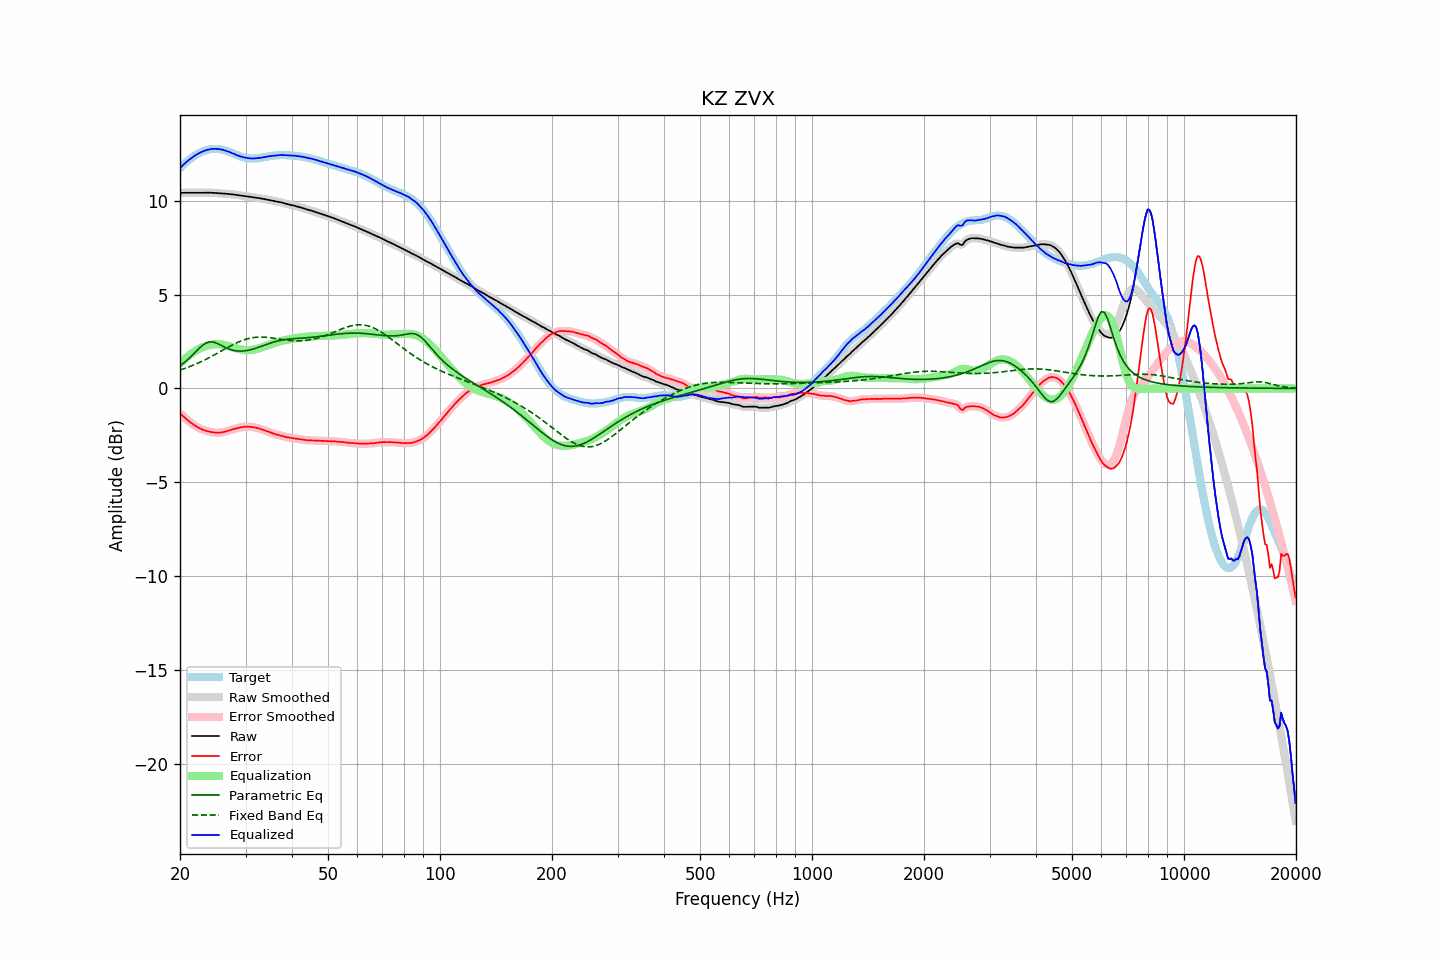 KZ ZVX
Amplitude (dBr)
10
5
0
−5
−10
−15
−20
Target
Raw Smoothed
Error Smoothed
Raw
Error
Equalization
Parametric Eq
Fixed Band Eq
Equalized
20 50 100 200 500 1000 2000 5000 10000 20000
Frequency (Hz)